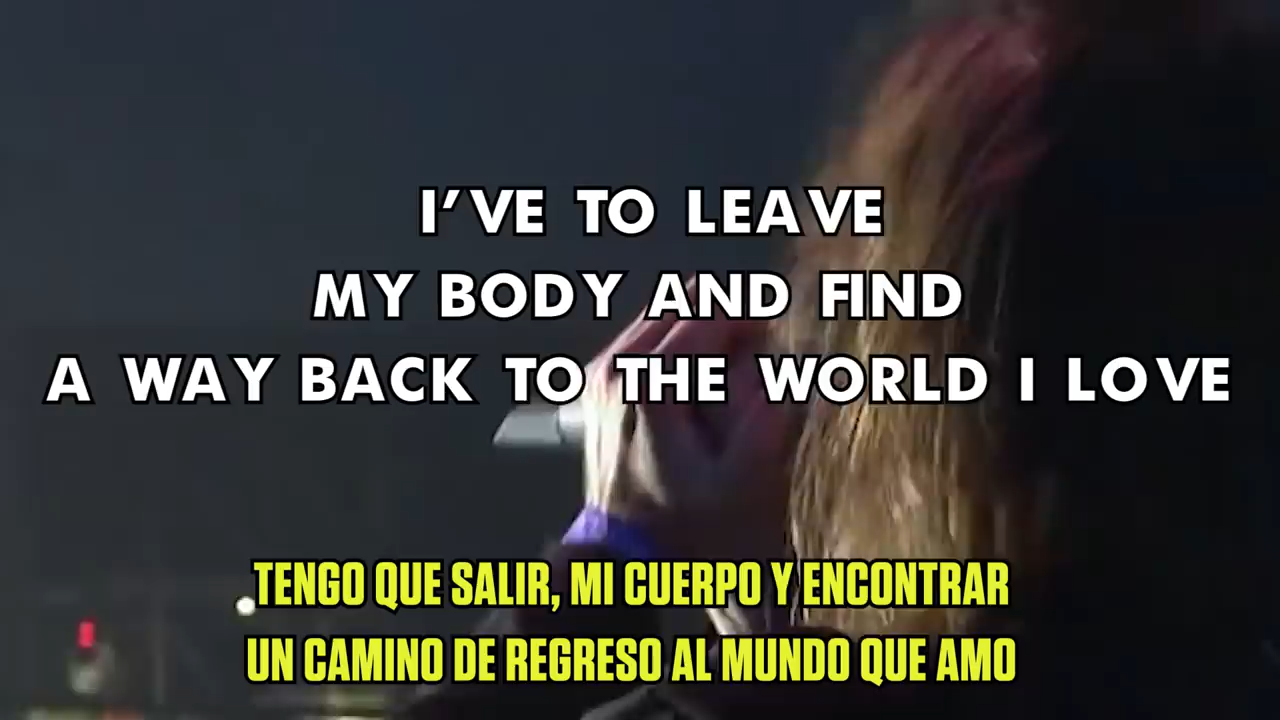 I'VE TO LEAVE
MY BODY AND FIND
A WAY BACK TO THE WORLD I LOVE
TENGO QUE SALIR, MI CUERPO Y ENCONTRAR
UN CAMINO DE REGRESO AL MUNDO QUE AMO